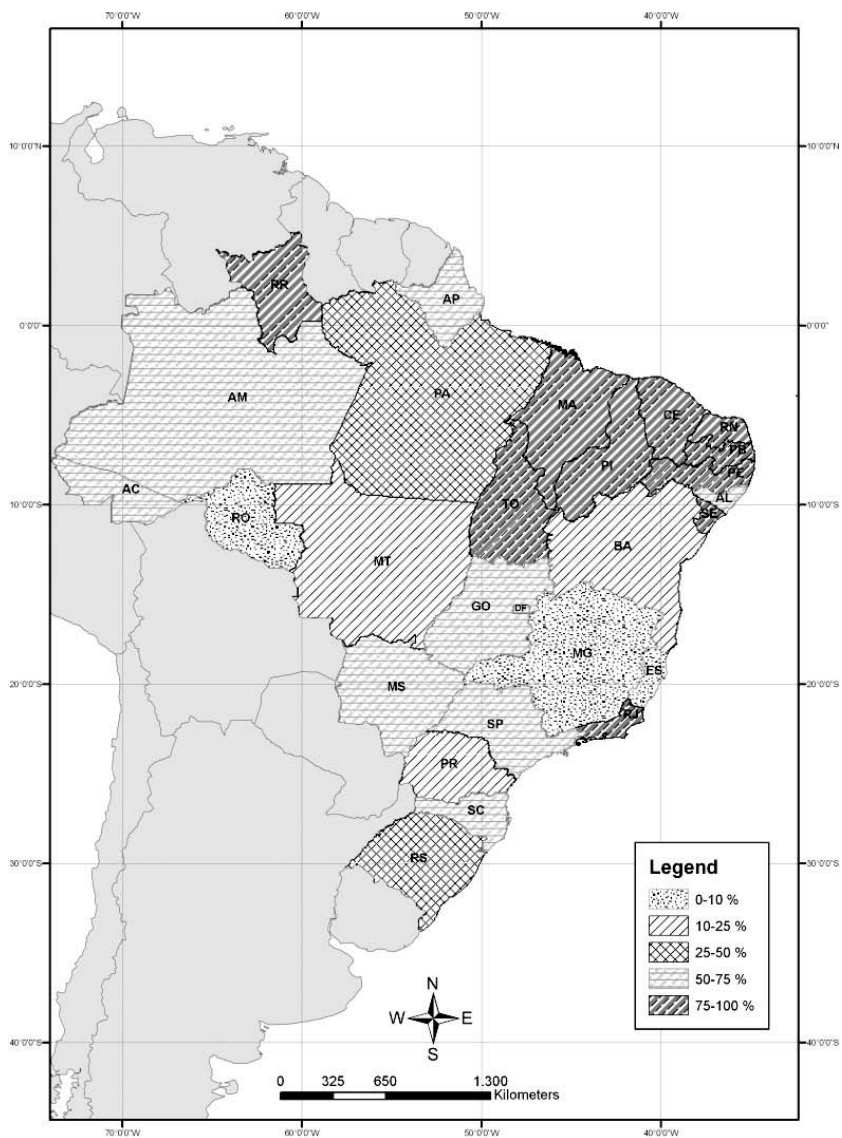 70°0'0"W 60°0'0"W 50°0'0"W 40°0'0"W
10°0'0"N 10°0'0"N
RR
AP
0°0'0" 0°0'0"
AM PA MA CE RN
PB
PI PE
AC TO AL
10°0'0"S 10°0'0"S
RO SE
MT BA
GO DF
MG
ES
20°0'0"S 20°0'0"S
MS
SP RJ
PR
SC
RS
30°0'0"S 30°0'0"S
Legend
0-10 %
10-25 %
25-50 %
50-75 %
75-100 %
N
W E
S
40°0'0"S 40°0'0"S
0 325 650 1.300
Kilometers
70°0'0"W 60°0'0"W 50°0'0"W 40°0'0"W